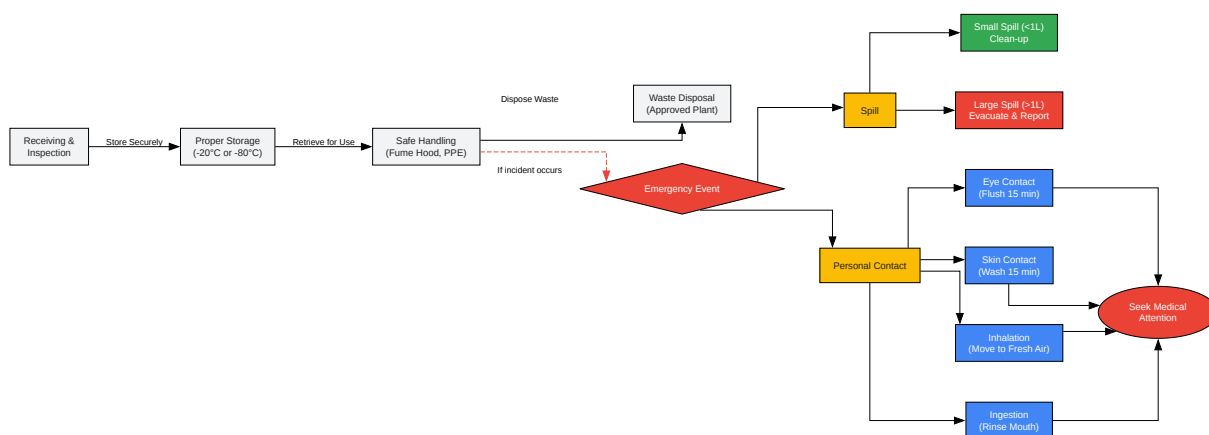 Receiving &
Inspection
Store Securely
Proper Storage
(-20°C or -80°C)
Retrieve for Use
Safe Handling
(Fume Hood, PPE)
Dispose Waste
Waste Disposal
(Approved Plant)
If incident occurs
Emergency Event
Spill
Small Spill (<1L)
Clean-up
Large Spill (>1L)
Evacuate & Report
Personal Contact
Eye Contact
(Flush 15 min)
Skin Contact
(Wash 15 min)
Inhalation
(Move to Fresh Air)
Ingestion
(Rinse Mouth)
Seek Medical
Attention